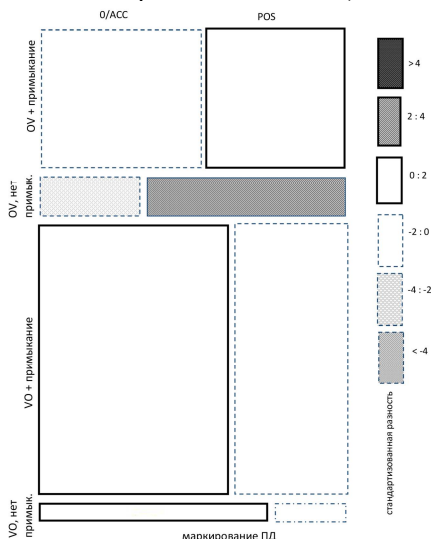 0/ACC POS
OV + примыкание
OV, нет
примык.
VO + примыкание
VO, нет
примык.
маркирование ПД
> 4
2 : 4
0 : 2
-2 : 0
-4 : -2
< -4
стандартизованная разность